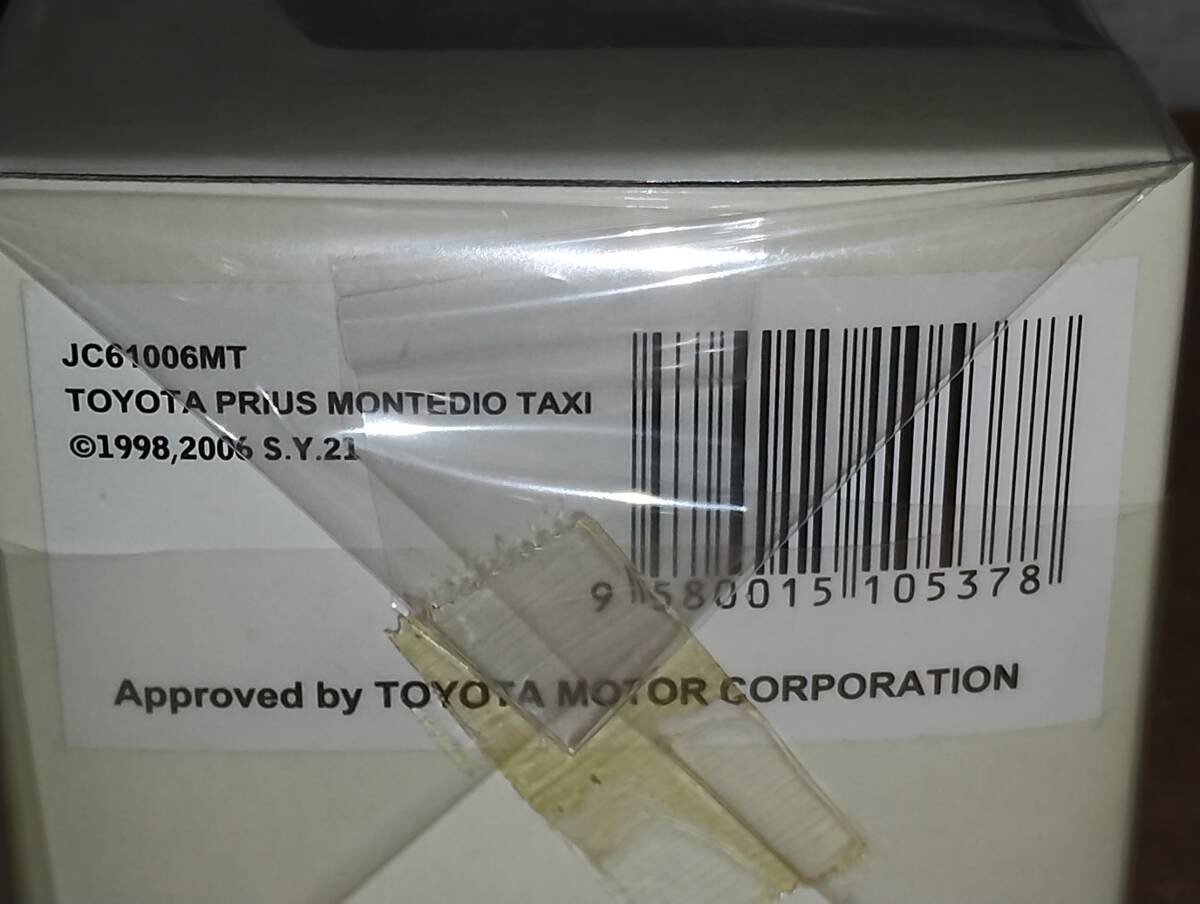 JC61006MT
TOYOTA PRIUS MONTEDIO TAXI
©1998,2006 S.Y.21
9 580015 105378
Approved by TOYOTA MOTOR CORPORATION